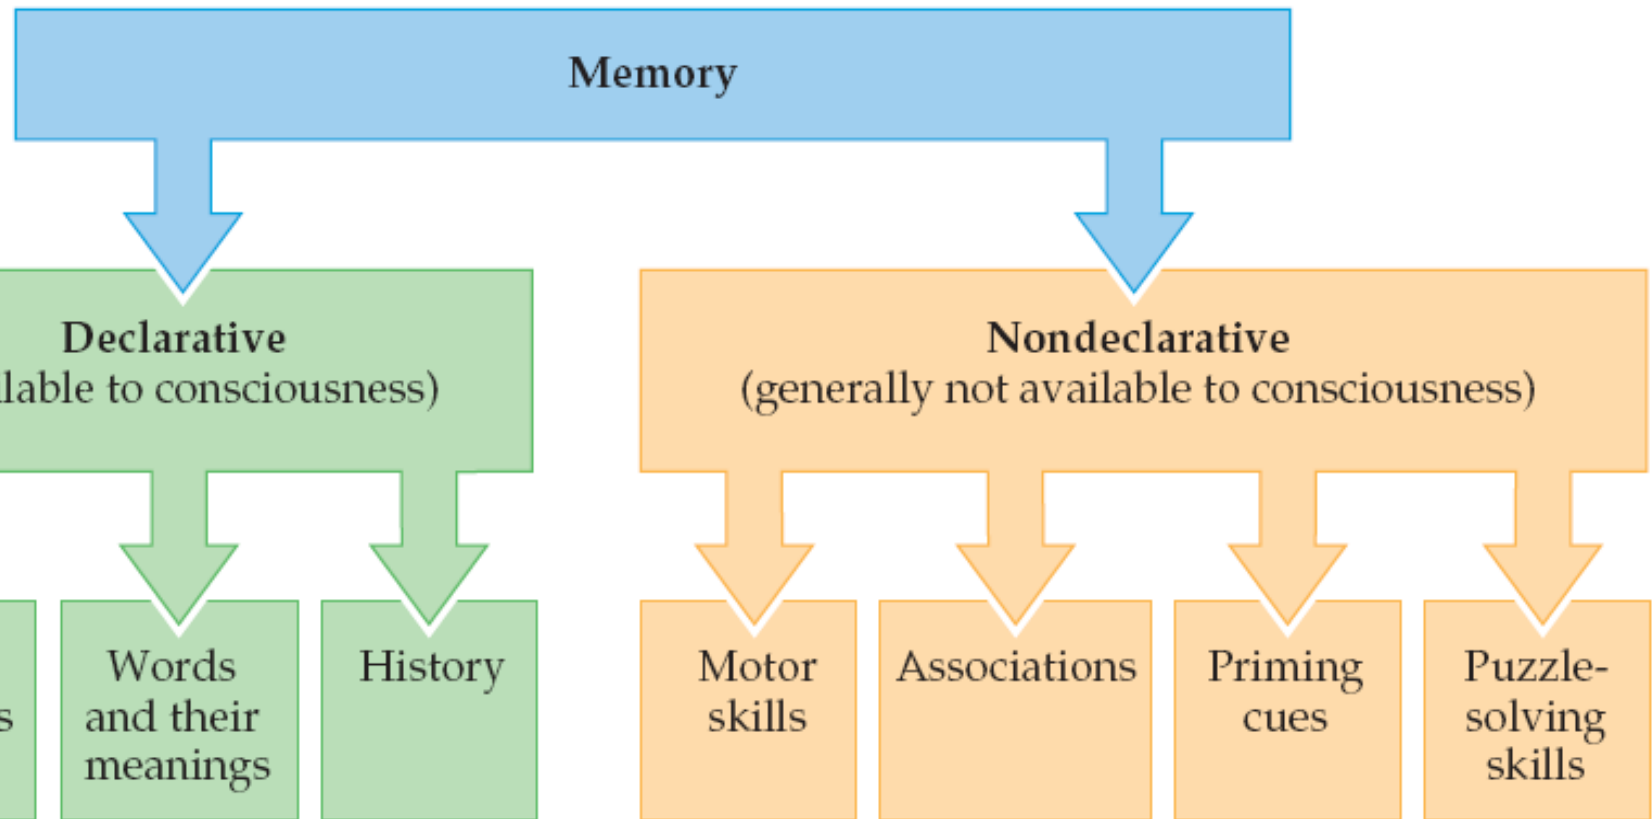 Memory
Declarative
to consciousness)
Nondeclarative
(generally not available to consciousness)
Words
and their
meanings
History
Motor
skills
Associations
Priming
cues
Puzzle-
solving
skills